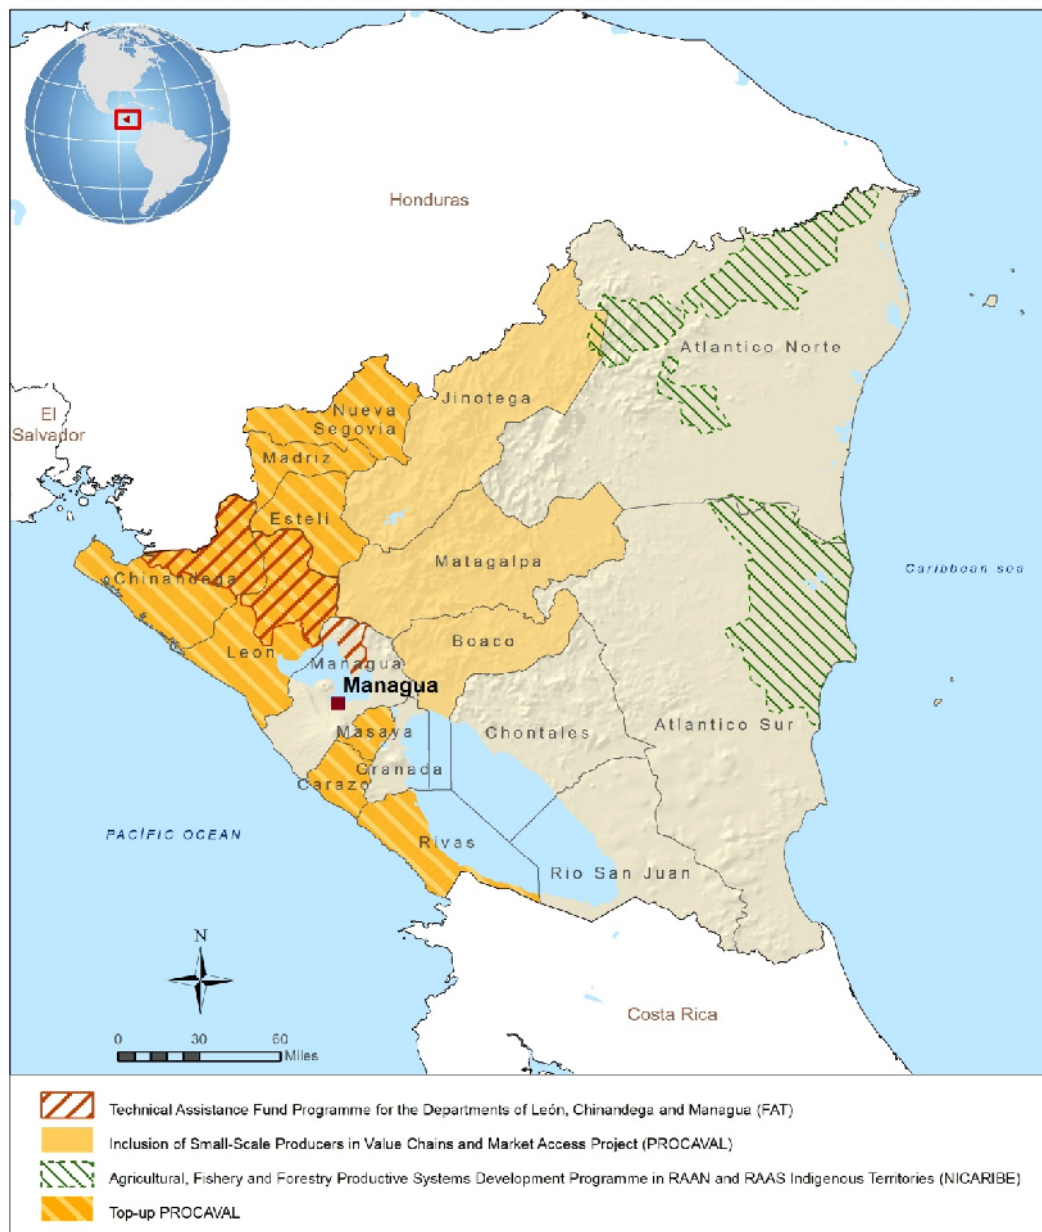 Honduras
Atlantico Norte
Jinotega
El
Salvador
Nueva
Segovia
Madriz
Esteli
Matagalpa
Chinandega
Caribbean sea
Boaco
Leon
Managua
Managua
Masaya
Chontales
Atlantico Sur
Granada
Carazo
PACÍFIC OCEAN
Rivas
Rio San Juan
N
Costa Rica
0 30 60
Miles
Technical Assistance Fund Programme for the Departments of León, Chinandega and Managua (FAT)
Inclusion of Small-Scale Producers in Value Chains and Market Access Project (PROCAVAL)
Agricultural, Fishery and Forestry Productive Systems Development Programme in RAAN and RAAS Indigenous Territories (NICARIBE)
Top-up PROCAVAL